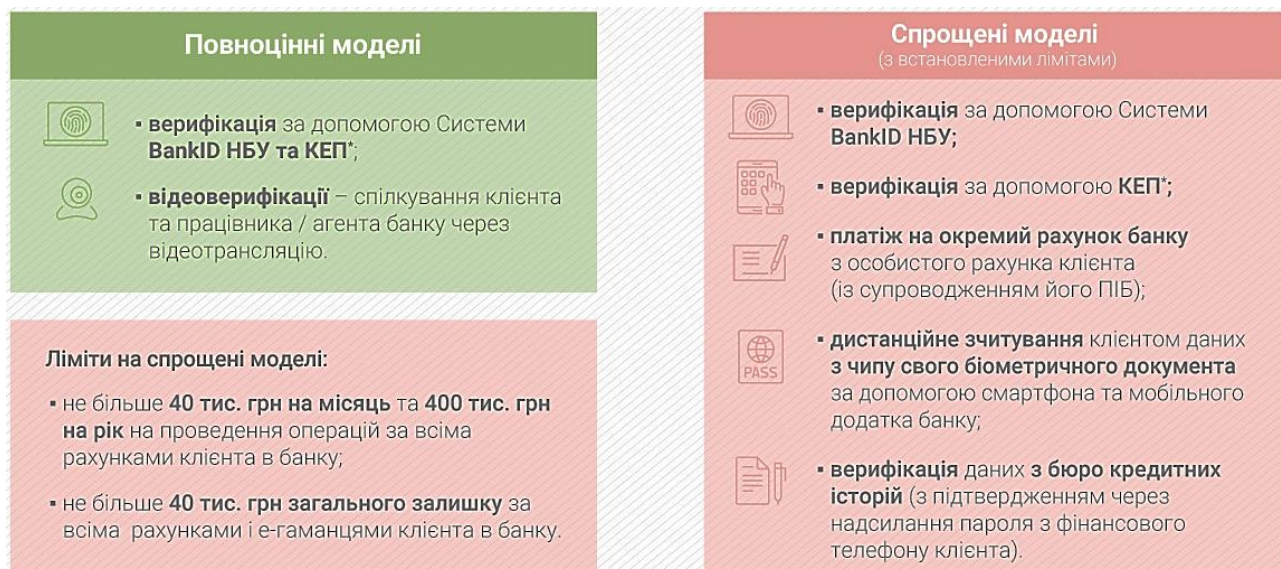 Повноцінні моделі
▪ верифікація за допомогою Системи
BankID НБУ та КЕП*;
▪ відеоверифікації – спілкування клієнта
та працівника / агента банку через
відеотрансляцію.
Ліміти на спрощені моделі:
▪ не більше 40 тис. грн на місяць та 400 тис. грн
на рік на проведення операцій за всіма
рахунками клієнта в банку;
▪ не більше 40 тис. грн загального залишку за
всіма рахунками і е-гаманцями клієнта в банку.
Спрощені моделі
(з встановленими лімітами)
▪ верифікація за допомогою Системи
BankID НБУ;
▪ верифікація за допомогою КЕП*;
▪ платіж на окремий рахунок банку
з особистого рахунка клієнта
(із супроводженням його ПІБ);
PASS
▪ дистанційне зчитування клієнтом даних
з чипу свого біометричного документа
за допомогою смартфона та мобільного
додатка банку;
▪ верифікація даних з бюро кредитних
історій (з підтвердженням через
надсилання пароля з фінансового
телефону клієнта).